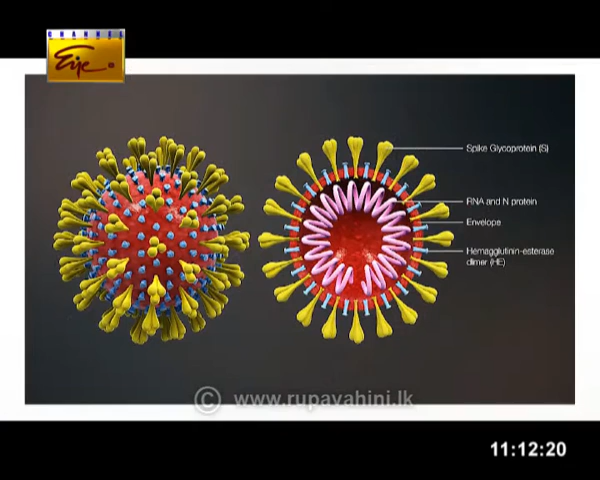 CHANNEL
Eye
Spike Glycoprotein (S)
RNA and N protein
Envelope
Hemagglutinin-esterase
dimer (HE)
© www.rupavahini.lk
11:12:20